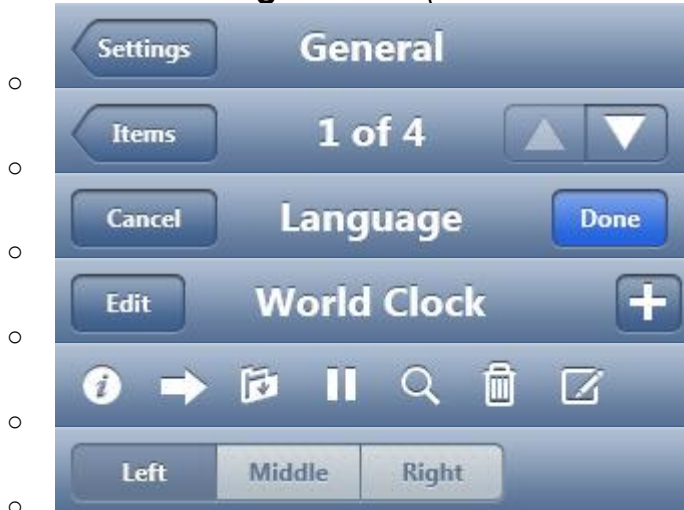 Settings General
Items 1 of 4
Cancel Language Done
Edit World Clock +
Left Middle Right